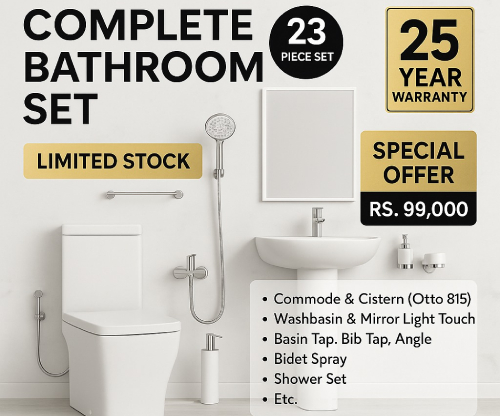 COMPLETE
BATHROOM
SET
23
PIECE SET
25
YEAR
WARRANTY
LIMITED STOCK
SPECIAL
OFFER
RS. 99,000
• Commode & Cistern (Otto 815)
• Washbasin & Mirror Light Touch
• Basin Tap. Bib Tap, Angle
• Bidet Spray
• Shower Set
• Etc.